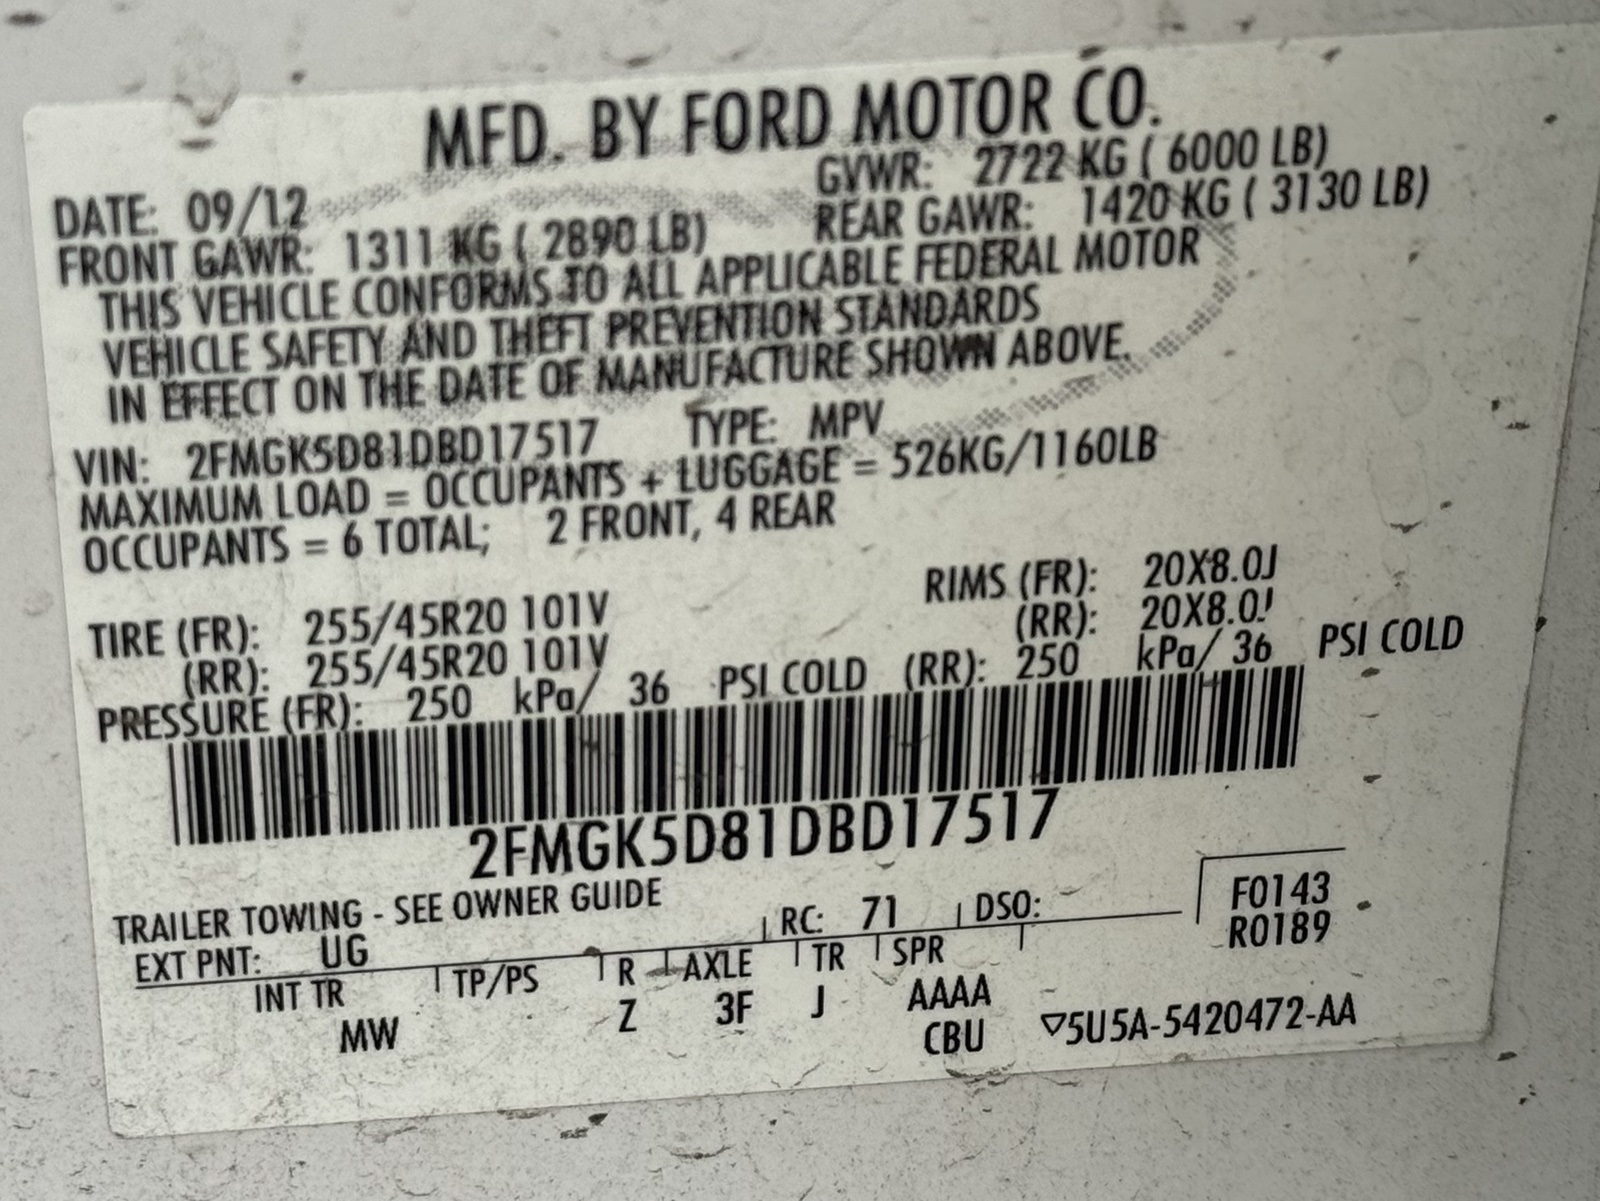 MFD. BY FORD MOTOR CO.
DATE: 09/12 GVWR: 2722 KG ( 6000 LB)
FRONT GAWR: 1311 KG ( 2890 LB) REAR GAWR: 1420 KG ( 3130 LB)
THIS VEHICLE CONFORMS TO ALL APPLICABLE FEDERAL MOTOR
VEHICLE SAFETY AND THEFT PREVENTION STANDARDS
IN EFFECT ON THE DATE OF MANUFACTURE SHOWN ABOVE.
VIN: 2FMGK5D81DBD17517 TYPE: MPV
MAXIMUM LOAD = OCCUPANTS + LUGGAGE = 526KG/1160LB
OCCUPANTS = 6 TOTAL; 2 FRONT, 4 REAR
TIRE (FR): 255/45R20 101V RIMS (FR): 20X8.0J
(RR): 255/45R20 101V (RR): 20X8.0J
PRESSURE (FR): 250 kPa/ 36 PSI COLD (RR): 250 kPa/ 36 PSI COLD
2FMGK5D81DBD17517
TRAILER TOWING - SEE OWNER GUIDE
EXT PNT: UG RC: 71 DSO: F0143
R0189
INT TR TP/PS R AXLE TR SPR
MW Z 3F J AAAA
CBU ▽5U5A-5420472-AA